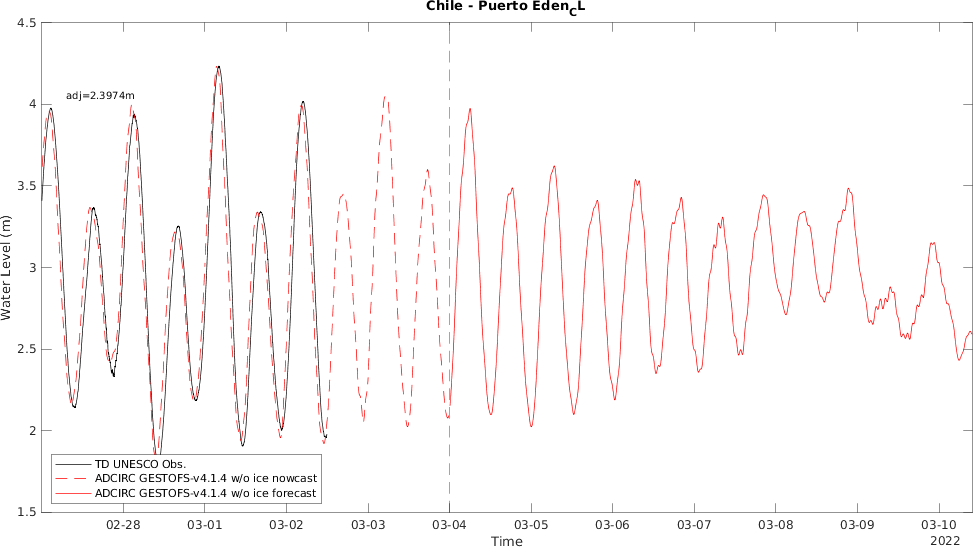 Chile - Puerto Eden_CL
4.5
4
3.5
3
2.5
2
1.5
Water Level (m)
adj=2.3974m
TD UNESCO Obs.
ADCIRC GESTOFS-v4.1.4 w/o ice nowcast
ADCIRC GESTOFS-v4.1.4 w/o ice forecast
02-28 03-01 03-02 03-03 03-04 03-05 03-06 03-07 03-08 03-09 03-10
Time 2022